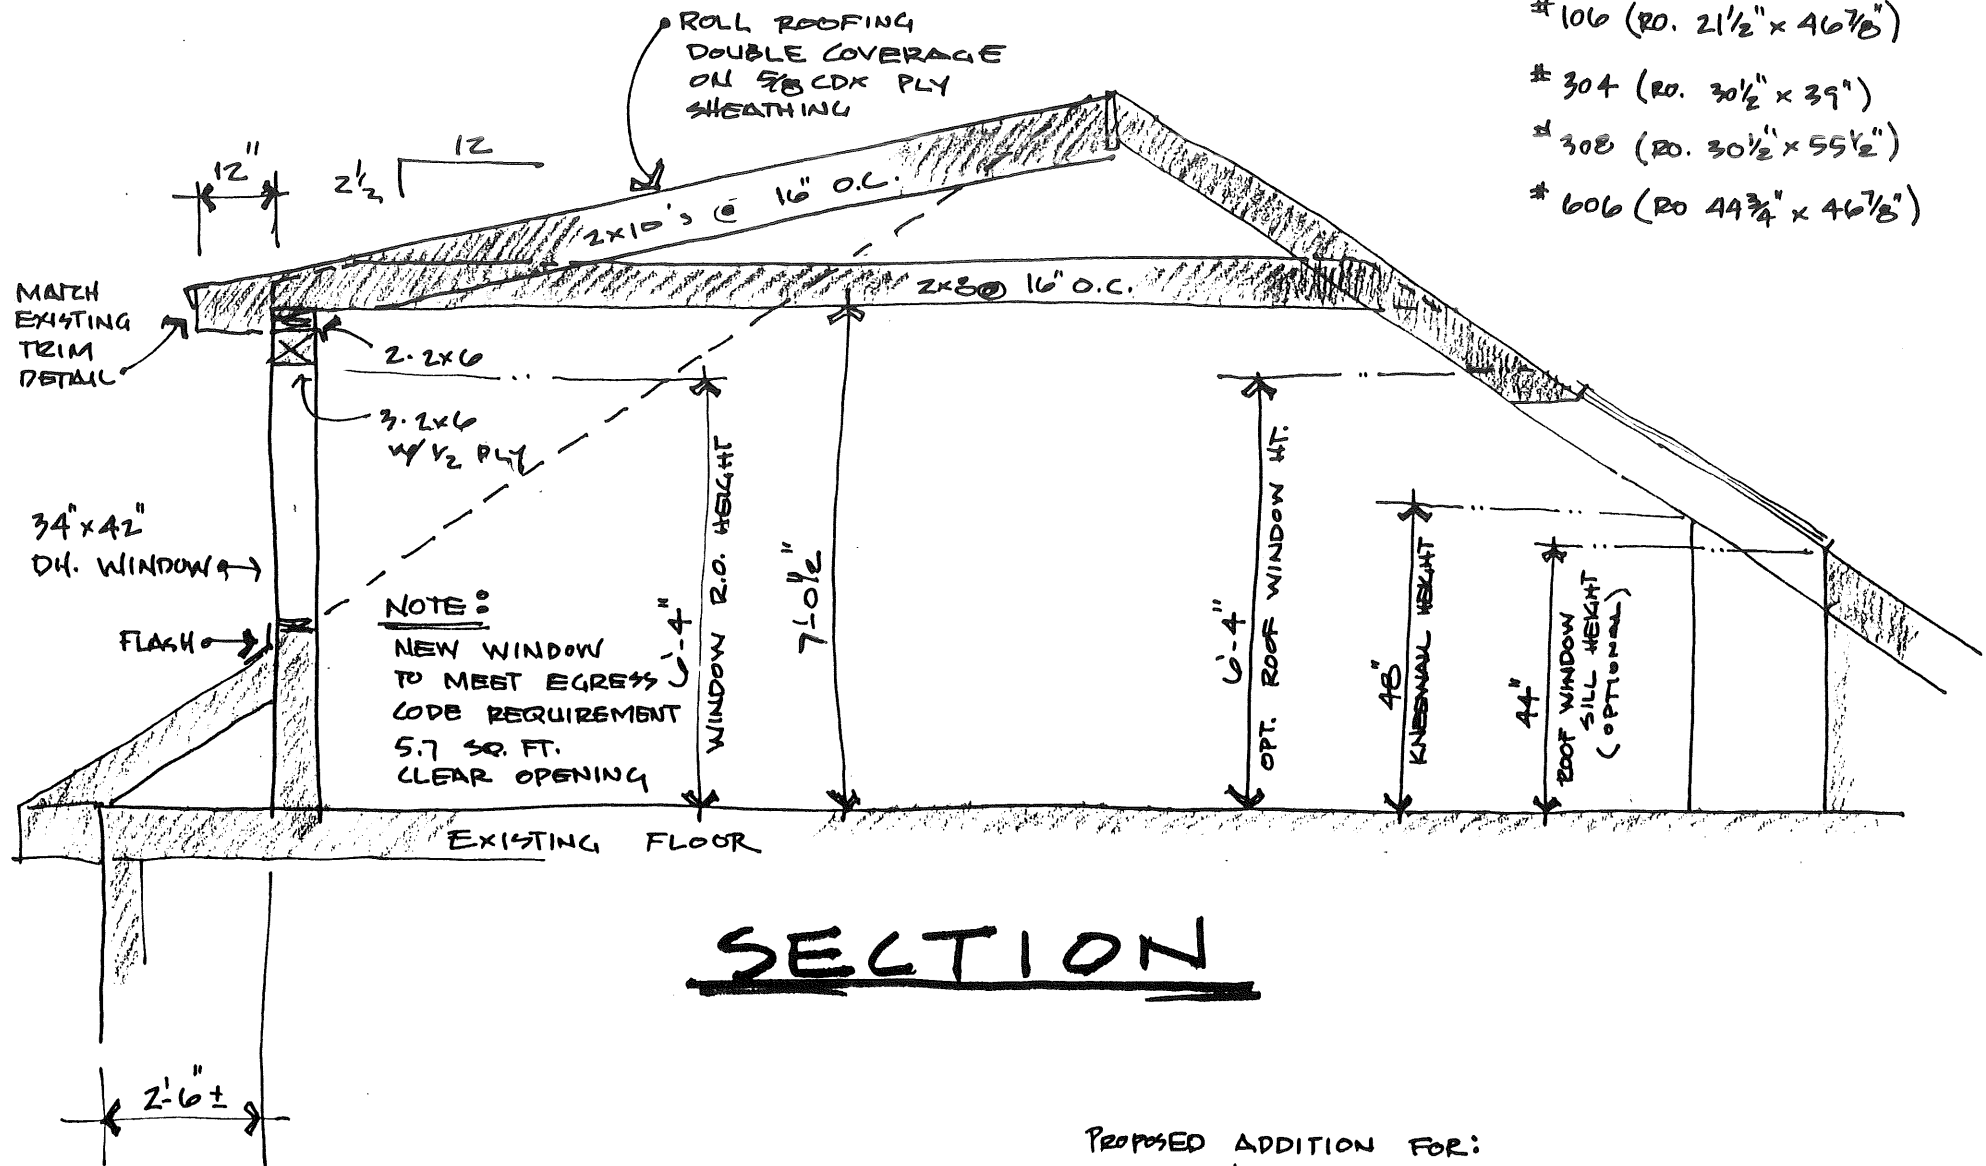 ROLL ROOFING
DOUBLE COVERAGE
ON 5/8 CDX PLY
SHEATHING
#106 (RO. 21½" x 46⅞")
#304 (RO. 30½" x 39")
#308 (RO. 30½" x 55½")
#606 (RO 44¾" x 46⅞")
12"
2½
12
2x10's @ 16" O.C.
2x8@ 16" O.C.
MATCH
EXISTING
TRIM
DETAIL
2-2x6
3-2x6
W/ ½ PLY
34"x42"
DH. WINDOW
FLASH
NOTE:
NEW WINDOW
TO MEET EGRESS
CODE REQUIREMENT
5.7 SQ. FT.
CLEAR OPENING
6'-4"
WINDOW R.O. HEIGHT
7'-0½"
6'-4"
OPT. ROOF WINDOW HT.
48"
KNEEWALL HEIGHT
44"
ROOF WINDOW
SILL HEIGHT
(OPTIONAL)
EXISTING FLOOR
SECTION
2'-6" ±
PROPOSED ADDITION FOR: